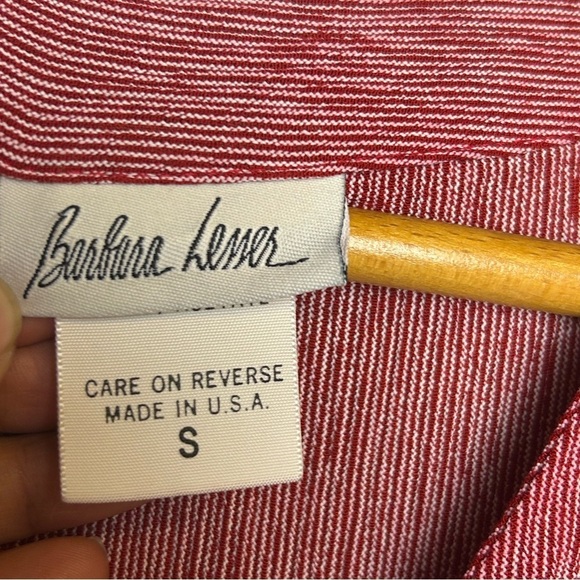 Barbara Lesser
CARE ON REVERSE
MADE IN U.S.A.
S